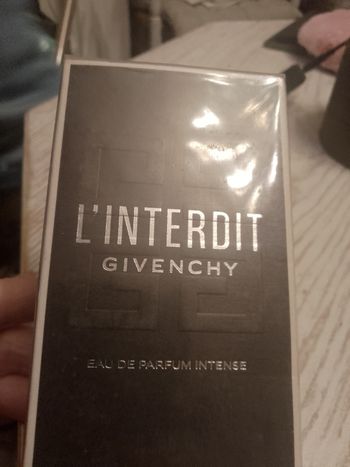 L'INTERDIT
GIVENCHY
EAU DE PARFUM INTENSE